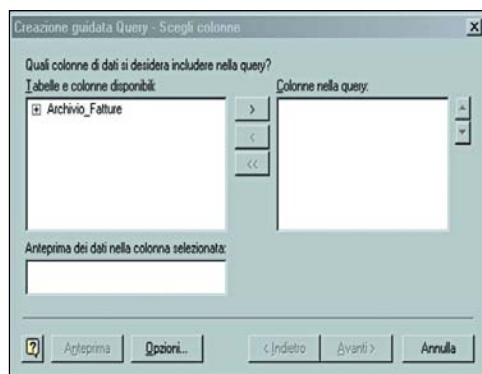 Creazione guidata Query - Scegli colonne
Quali colonne di dati si desidera includere nella query?
Tabelle e colonne disponibili:
Colonne nella query:
Archivio_Fatture
>
<
<<
Anteprima dei dati nella colonna selezionata:
Anteprima
Opzioni...
< Indietro
Avanti >
Annulla